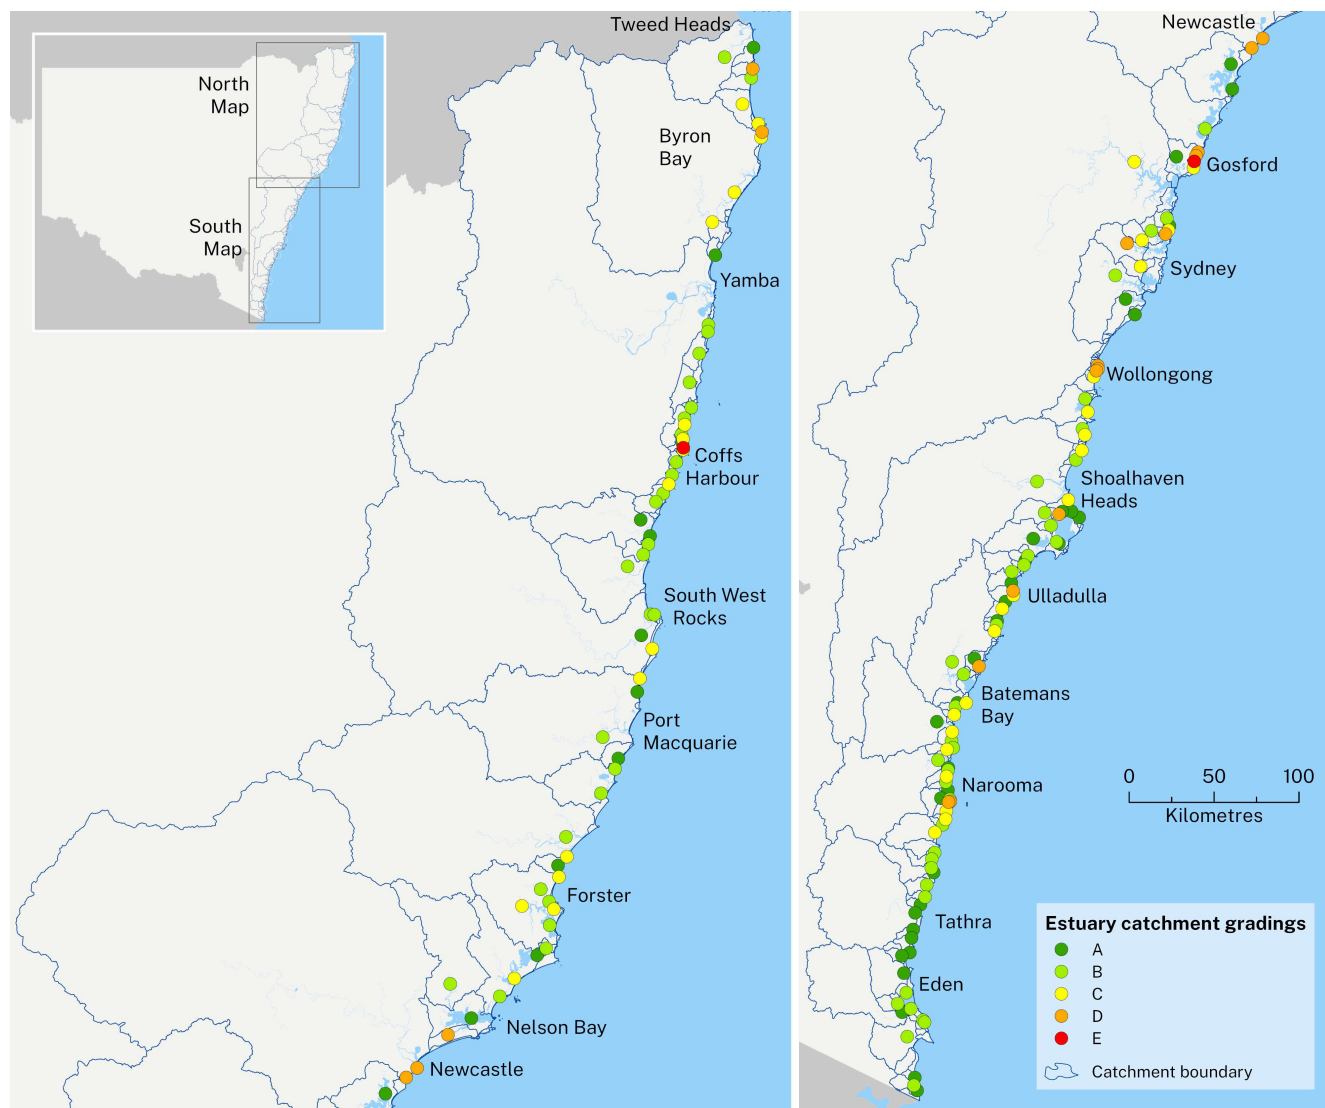 North
Map
South
Map
Tweed Heads
Byron
Bay
Yamba
Coffs
Harbour
South West
Rocks
Port
Macquarie
Forster
Nelson Bay
Newcastle
Newcastle
Gosford
Sydney
Wollongong
Shoalhaven
Heads
Ulladulla
Batemans
Bay
Narooma
Tathra
Eden
0 50 100
Kilometres
Estuary catchment gradings
A
B
C
D
E
Catchment boundary